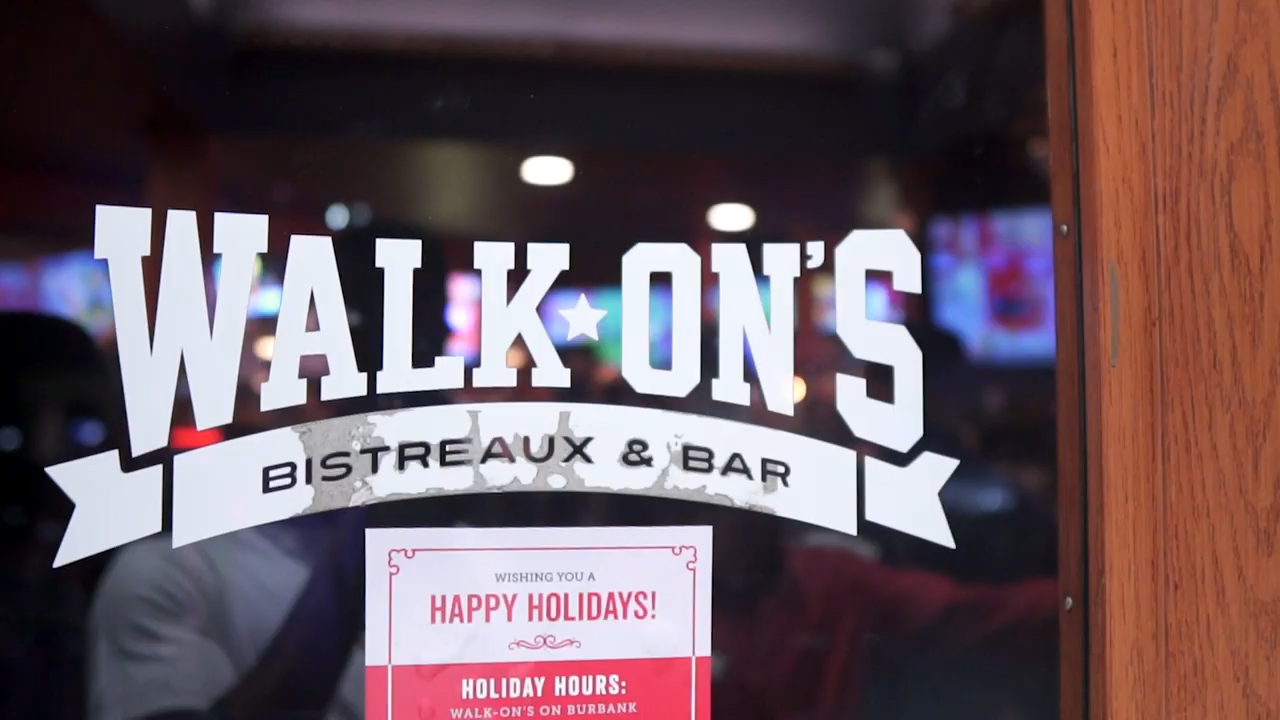 WALK ON'S
BISTREAUX & BAR
WISHING YOU A
HAPPY HOLIDAYS!
HOLIDAY HOURS:
WALK-ON'S ON BURBANK